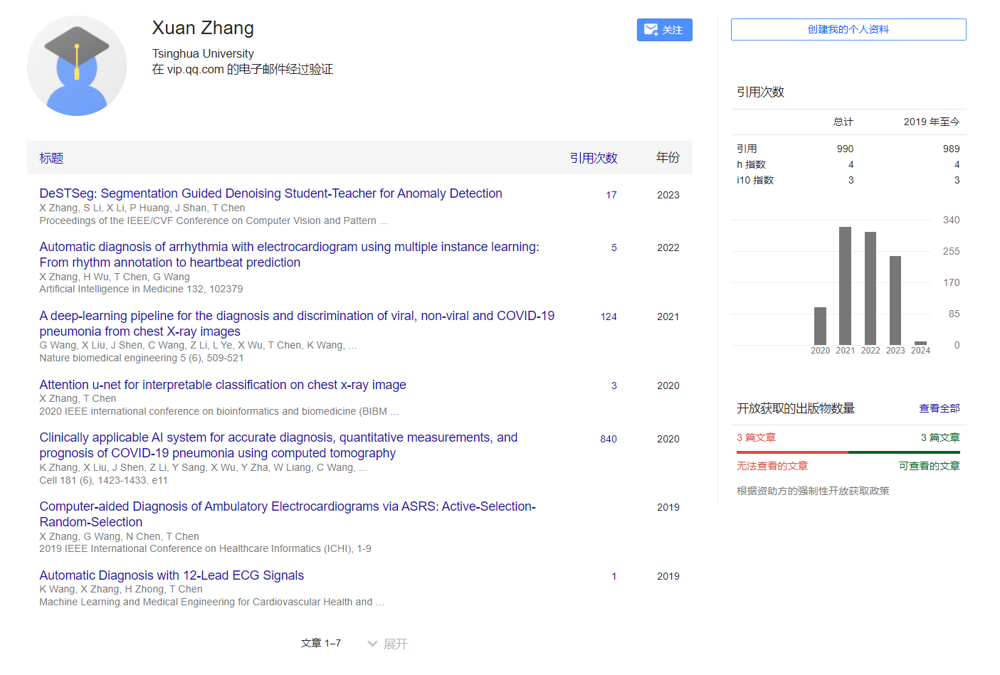 Xuan Zhang
Tsinghua University
在 vip.qq.com 的电子邮件经过验证
关注
标题 引用次数 年份
DeSTSeg: Segmentation Guided Denoising Student-Teacher for Anomaly Detection 17 2023
X Zhang, S Li, X Li, P Huang, J Shan, T Chen
Proceedings of the IEEE/CVF Conference on Computer Vision and Pattern …
Automatic diagnosis of arrhythmia with electrocardiogram using multiple instance learning: 5 2022
From rhythm annotation to heartbeat prediction
X Zhang, H Wu, T Chen, G Wang
Artificial Intelligence in Medicine 132, 102379
A deep-learning pipeline for the diagnosis and discrimination of viral, non-viral and COVID-19 124 2021
pneumonia from chest X-ray images
G Wang, X Liu, J Shen, C Wang, Z Li, L Ye, X Wu, T Chen, K Wang, ...
Nature biomedical engineering 5 (6), 509-521
Attention u-net for interpretable classification on chest x-ray image 3 2020
X Zhang, T Chen
2020 IEEE international conference on bioinformatics and biomedicine (BIBM …
Clinically applicable AI system for accurate diagnosis, quantitative measurements, and 840 2020
prognosis of COVID-19 pneumonia using computed tomography
K Zhang, X Liu, J Shen, Z Li, Y Sang, X Wu, Y Zha, W Liang, C Wang, ...
Cell 181 (6), 1423-1433. e11
Computer-aided Diagnosis of Ambulatory Electrocardiograms via ASRS: Active-Selection- 2019
Random-Selection
X Zhang, G Wang, N Chen, T Chen
2019 IEEE International Conference on Healthcare Informatics (ICHI), 1-9
Automatic Diagnosis with 12-Lead ECG Signals 1 2019
K Wang, X Zhang, H Zhong, T Chen
Machine Learning and Medical Engineering for Cardiovascular Health and …
文章 1–7 展开
创建我的个人资料
引用次数
总计 2019 年至今
引用 990 989
h 指数 4 4
i10 指数 3 3
340
255
170
85
0
2020 2021 2022 2023 2024
开放获取的出版物数量 查看全部
3 篇文章 3 篇文章
无法查看的文章 可查看的文章
根据资助方的强制性开放获取政策